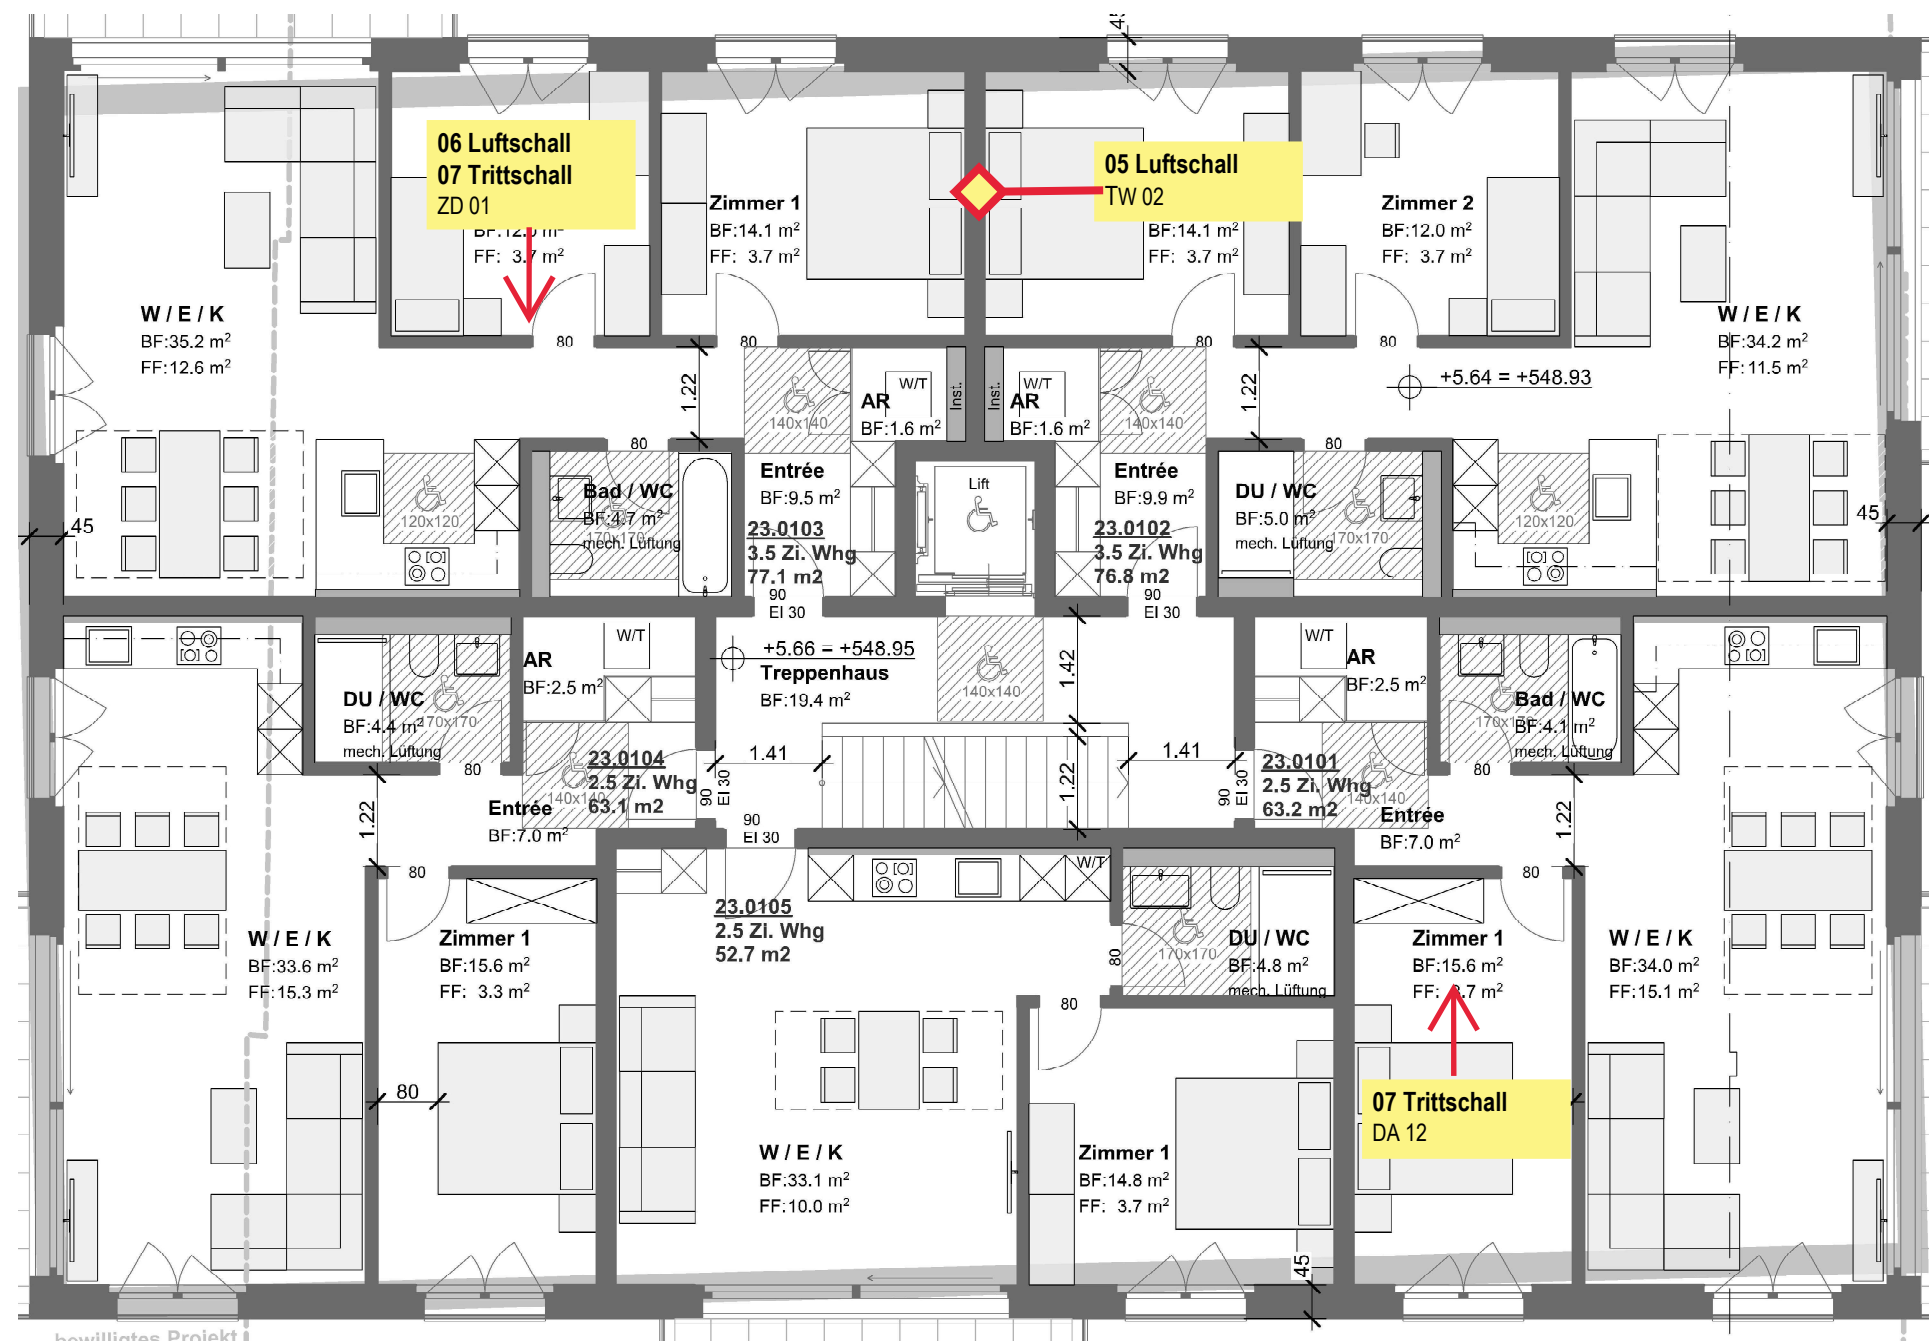 45
06 Luftschall
07 Trittschall
ZD 01
FF: 3.7 m²
Zimmer 1
BF:14.1 m²
FF: 3.7 m²
05 Luftschall
TW 02
BF:14.1 m²
FF: 3.7 m²
Zimmer 2
BF:12.0 m²
FF: 3.7 m²
W / E / K
BF:35.2 m²
FF:12.6 m²
W / E / K
BF:34.2 m²
FF:11.5 m²
80
80
80
80
1.22
1.22
+5.64 = +548.93
140x140
W/T
AR
BF:1.6 m²
Inst.
Inst.
W/T
AR
BF:1.6 m²
140x140
80
80
Entrée
BF:9.5 m²
23.0103
3.5 Zi. Whg
77.1 m2
90
EI 30
Lift
Entrée
BF:9.9 m²
23.0102
3.5 Zi. Whg
76.8 m2
90
EI 30
Bad / WC
BF:4.7 m²
mech. Lüftung
170x170
DU / WC
BF:5.0 m²
mech. Lüftung
170x170
120x120
120x120
45
45
+5.66 = +548.95
Treppenhaus
BF:19.4 m²
140x140
1.42
W/T
AR
BF:2.5 m²
W/T
AR
BF:2.5 m²
DU / WC
BF:4.4 m²
mech. Lüftung
170x170
Bad / WC
BF:4.1 m²
mech. Lüftung
170x170
80
80
23.0104
2.5 Zi. Whg
63.1 m2
140x140
Entrée
BF:7.0 m²
1.41
1.41
1.22
90
EI 30
90
EI 30
90
EI 30
23.0101
2.5 Zi. Whg
63.2 m2
140x140
Entrée
BF:7.0 m²
1.22
1.22
80
80
W/T
23.0105
2.5 Zi. Whg
52.7 m2
W / E / K
BF:33.6 m²
FF:15.3 m²
Zimmer 1
BF:15.6 m²
FF: 3.3 m²
80
DU / WC
BF:4.8 m²
mech. Lüftung
170x170
80
Zimmer 1
BF:15.6 m²
FF: 3.7 m²
W / E / K
BF:34.0 m²
FF:15.1 m²
80
07 Trittschall
DA 12
W / E / K
BF:33.1 m²
FF:10.0 m²
Zimmer 1
BF:14.8 m²
FF: 3.7 m²
45
bewilligtes Projekt